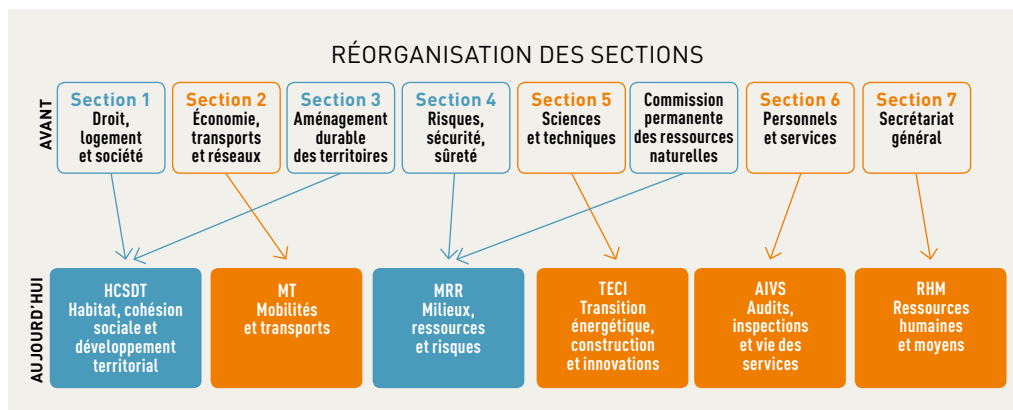 RÉORGANISATION DES SECTIONS
AVANT
Section 1
Droit,
logement
et société
Section 2
Économie,
transports
et réseaux
Section 3
Aménagement
durable
des territoires
Section 4
Risques,
sécurité,
sûreté
Section 5
Sciences
et techniques
Commission
permanente
des ressources
naturelles
Section 6
Personnels
et services
Section 7
Secrétariat
général
AUJOURD'HUI
HCSDT
Habitat, cohésion
sociale et
développement
territorial
MT
Mobilités
et transports
MRR
Milieux,
ressources
et risques
TECI
Transition
énergétique,
construction
et innovations
AIVS
Audits,
inspections
et vie des
services
RHM
Ressources
humaines
et moyens